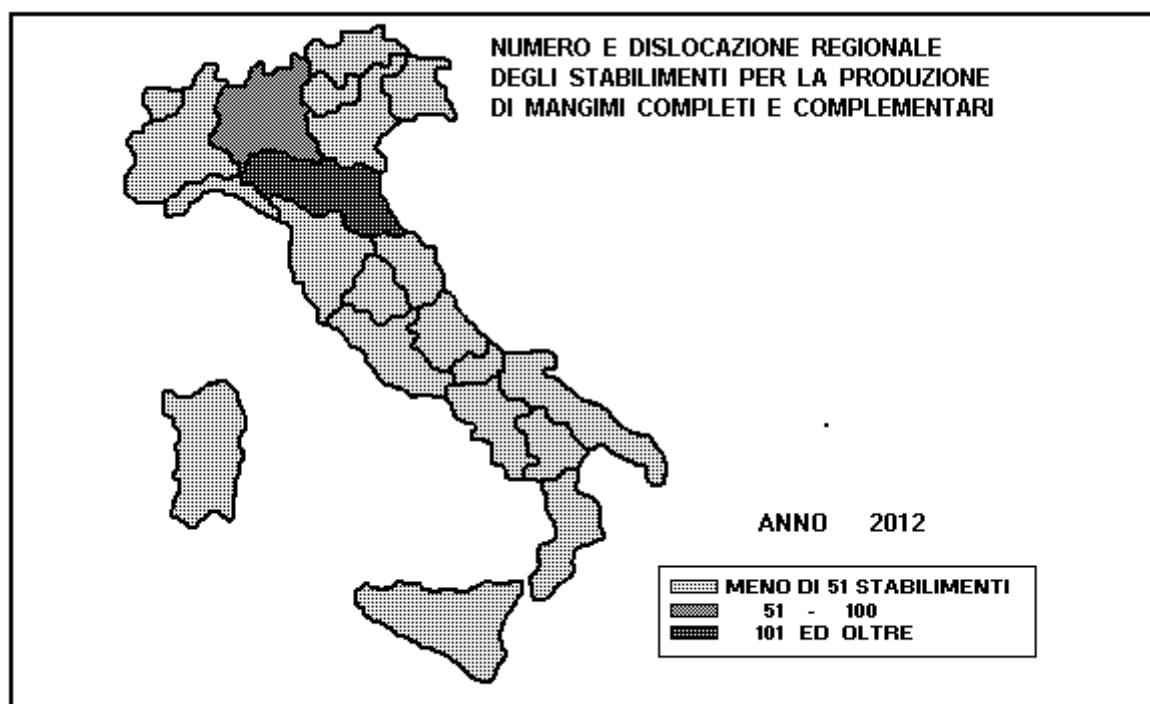 NUMERO E DISLOCAZIONE REGIONALE
DEGLI STABILIMENTI PER LA PRODUZIONE
DI MANGIMI COMPLETI E COMPLEMENTARI
ANNO 2012
MENO DI 51 STABILIMENTI
51 - 100
101 ED OLTRE